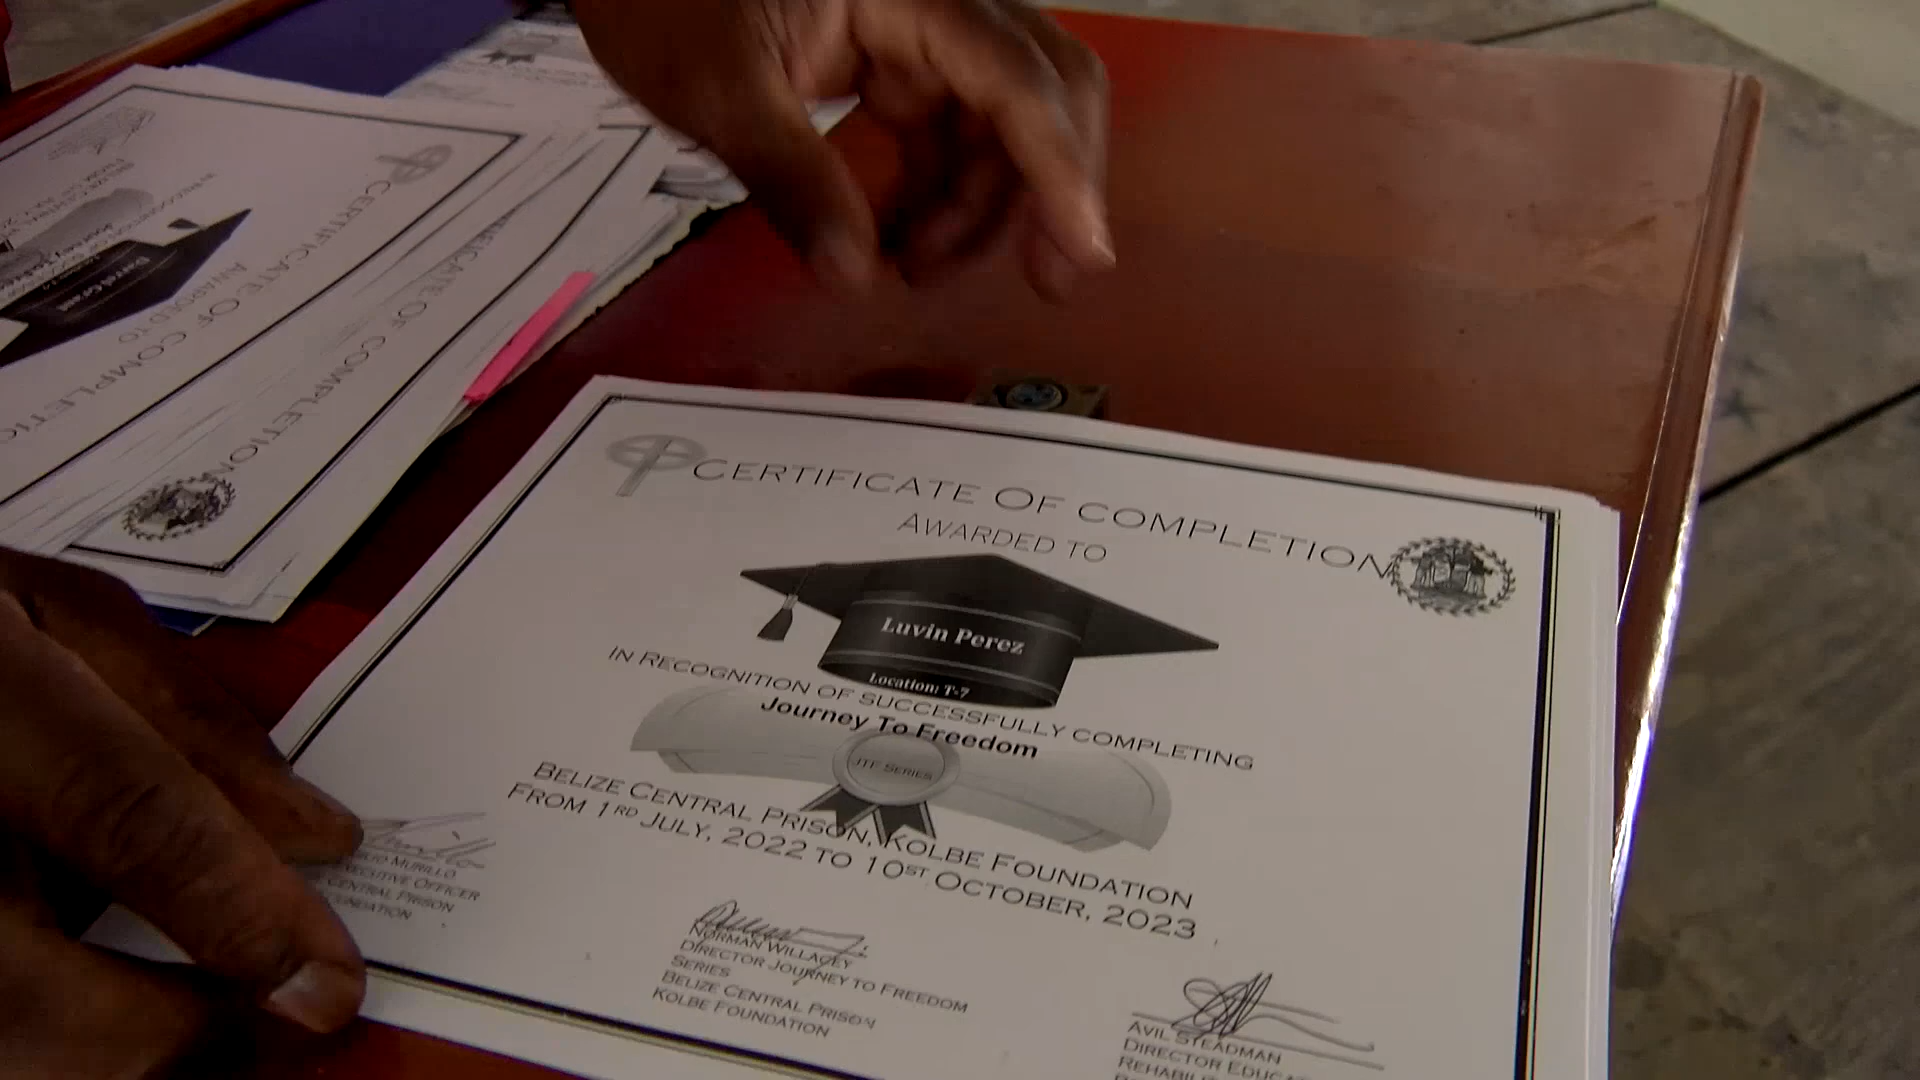 CERTIFICATE OF COMPLETION
AWARDED TO
Luvin Perez
Location: T-7
IN RECOGNITION OF SUCCESSFULLY COMPLETING
Journey To Freedom
JTF SERIES
BELIZE CENTRAL PRISON, KOLBE FOUNDATION
FROM 1RD JULY, 2022 TO 10ST OCTOBER, 2023
MURILLO
EXECUTIVE OFFICER
CENTRAL PRISON
NORMAN WILLACEY
DIRECTOR JOURNEY TO FREEDOM
SERIES
BELIZE CENTRAL PRISON
KOLBE FOUNDATION
AVIL STEADMAN
DIRECTOR
CERTIFICATE OF
AWARDED TO
CERTIFICATE OF COMPLETION